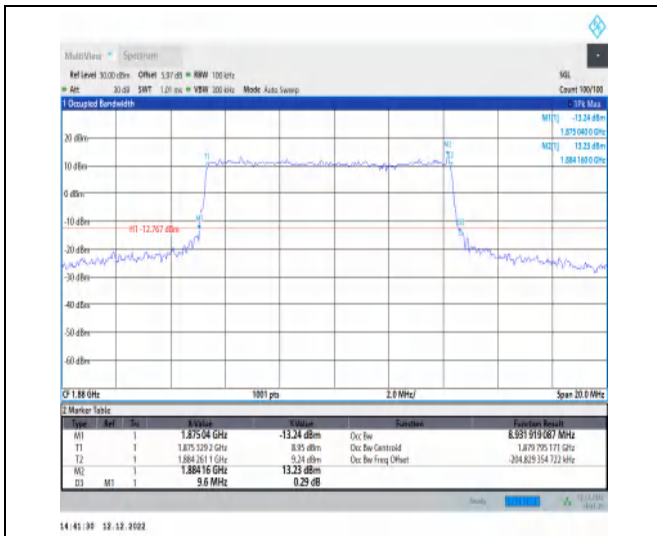 MultiView Spectrum
Ref Level 30.00 dBm Offset 5.97 dB RBW 100 kHz SGL
Att 30 dB SWT 1.01 ms VBW 300 kHz Mode Auto Sweep Count 100/100
1 Occupied Bandwidth 1Pk Max
M1[1] -13.24 dBm
1.875 040 0 GHz
20 dBm M2[1] 13.23 dBm
1.884 160 0 GHz
M2
T1 T2
10 dBm
0 dBm
-10 dBm M1
H1 -12.767 dBm
-20 dBm
-30 dBm
-40 dBm
-50 dBm
-60 dBm
CF 1.88 GHz 1001 pts 2.0 MHz/ Span 20.0 MHz
2 Marker Table
Type Ref Trc X-Value Y-Value Function Function Result
M1 1 1.87504 GHz -13.24 dBm Occ Bw 8.931 919 087 MHz
T1 1 1.875 329 2 GHz 8.95 dBm Occ Bw Centroid 1.879 795 171 GHz
T2 1 1.884 261 1 GHz 9.24 dBm Occ Bw Freq Offset -204.829 354 722 kHz
M2 1 1.88416 GHz 13.23 dBm
D3 M1 1 9.6 MHz 0.29 dB
Ready
14:41:30 12.12.2022